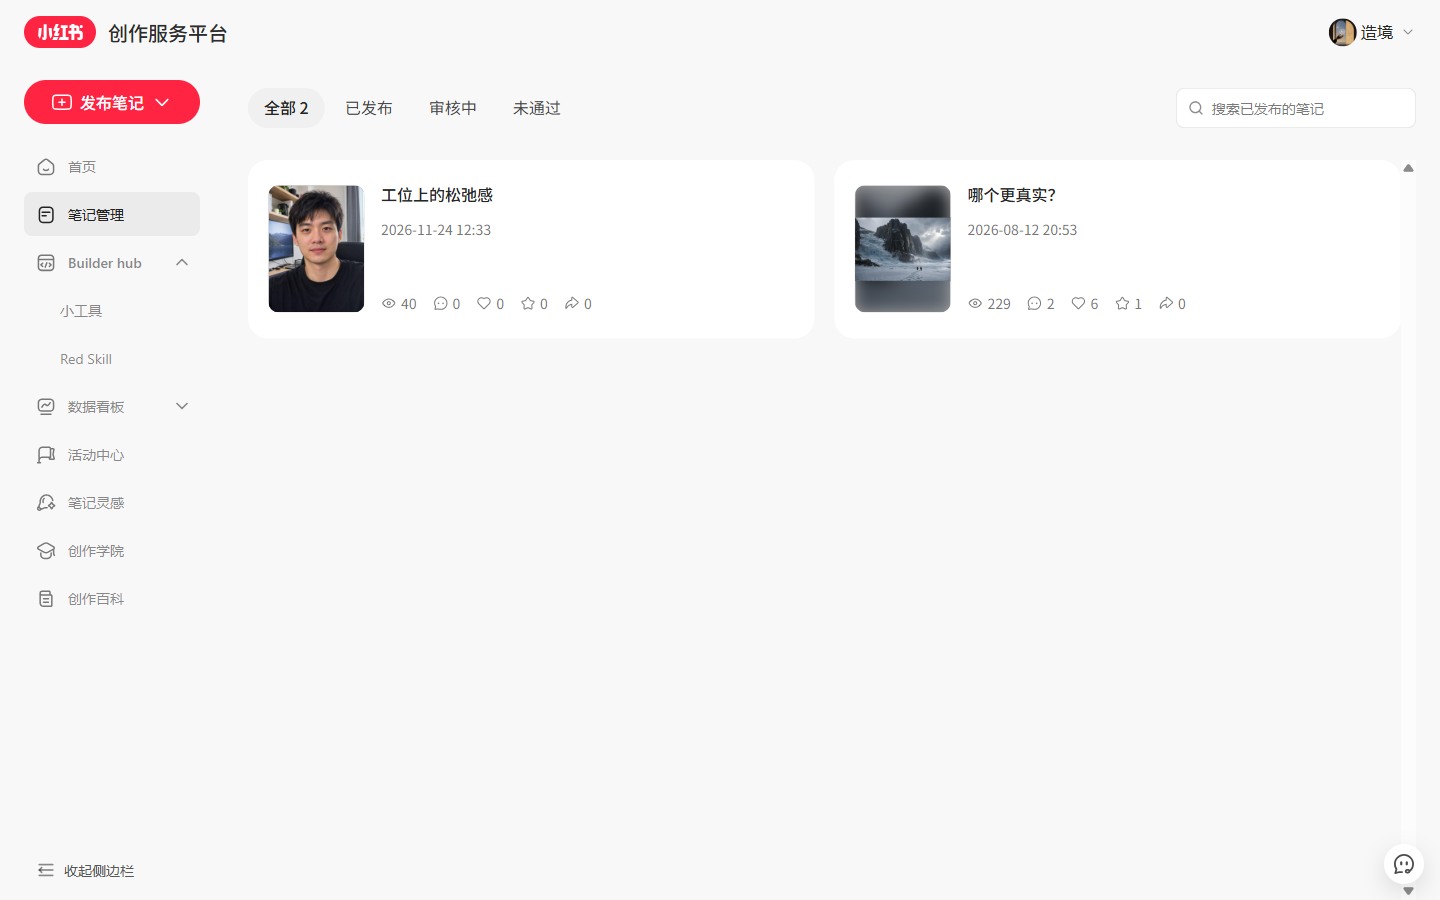 小红书 创作服务平台
造境
发布笔记
全部 2 已发布 审核中 未通过
搜索已发布的笔记
首页
笔记管理
Builder hub
小工具
Red Skill
数据看板
活动中心
笔记灵感
创作学院
创作百科
收起侧边栏
工位上的松弛感
2026-11-24 12:33
40 0 0 0 0
哪个更真实?
2026-08-12 20:53
229 2 6 1 0